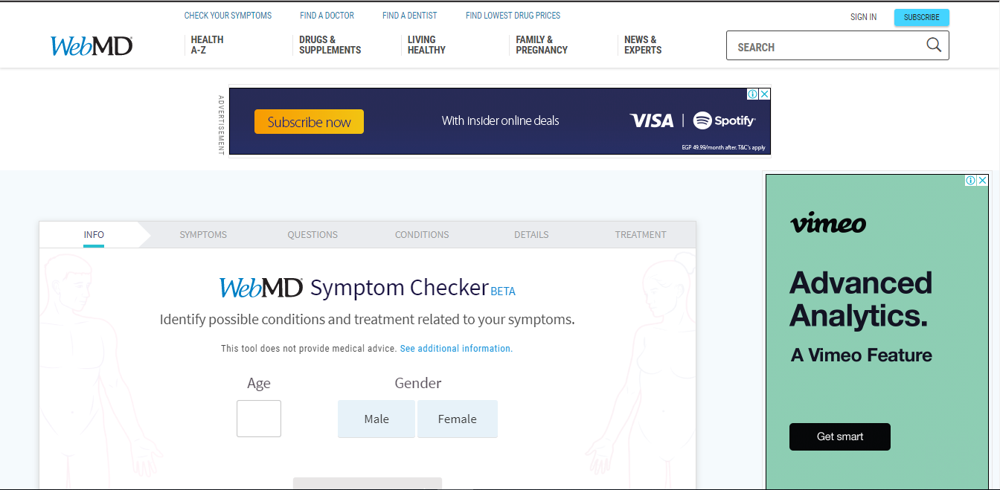 CHECK YOUR SYMPTOMS FIND A DOCTOR FIND A DENTIST FIND LOWEST DRUG PRICES SIGN IN SUBSCRIBE
WebMD
HEALTH
A-Z
DRUGS &
SUPPLEMENTS
LIVING
HEALTHY
FAMILY &
PREGNANCY
NEWS &
EXPERTS
SEARCH
ADVERTISEMENT
Subscribe now
With insider online deals
VISA | Spotify
EGP 49.99/month after. T&C's apply
INFO SYMPTOMS QUESTIONS CONDITIONS DETAILS TREATMENT
WebMD Symptom Checker BETA
Identify possible conditions and treatment related to your symptoms.
This tool does not provide medical advice. See additional information.
Age
Gender
Male Female
vimeo
Advanced
Analytics.
A Vimeo Feature
Get smart